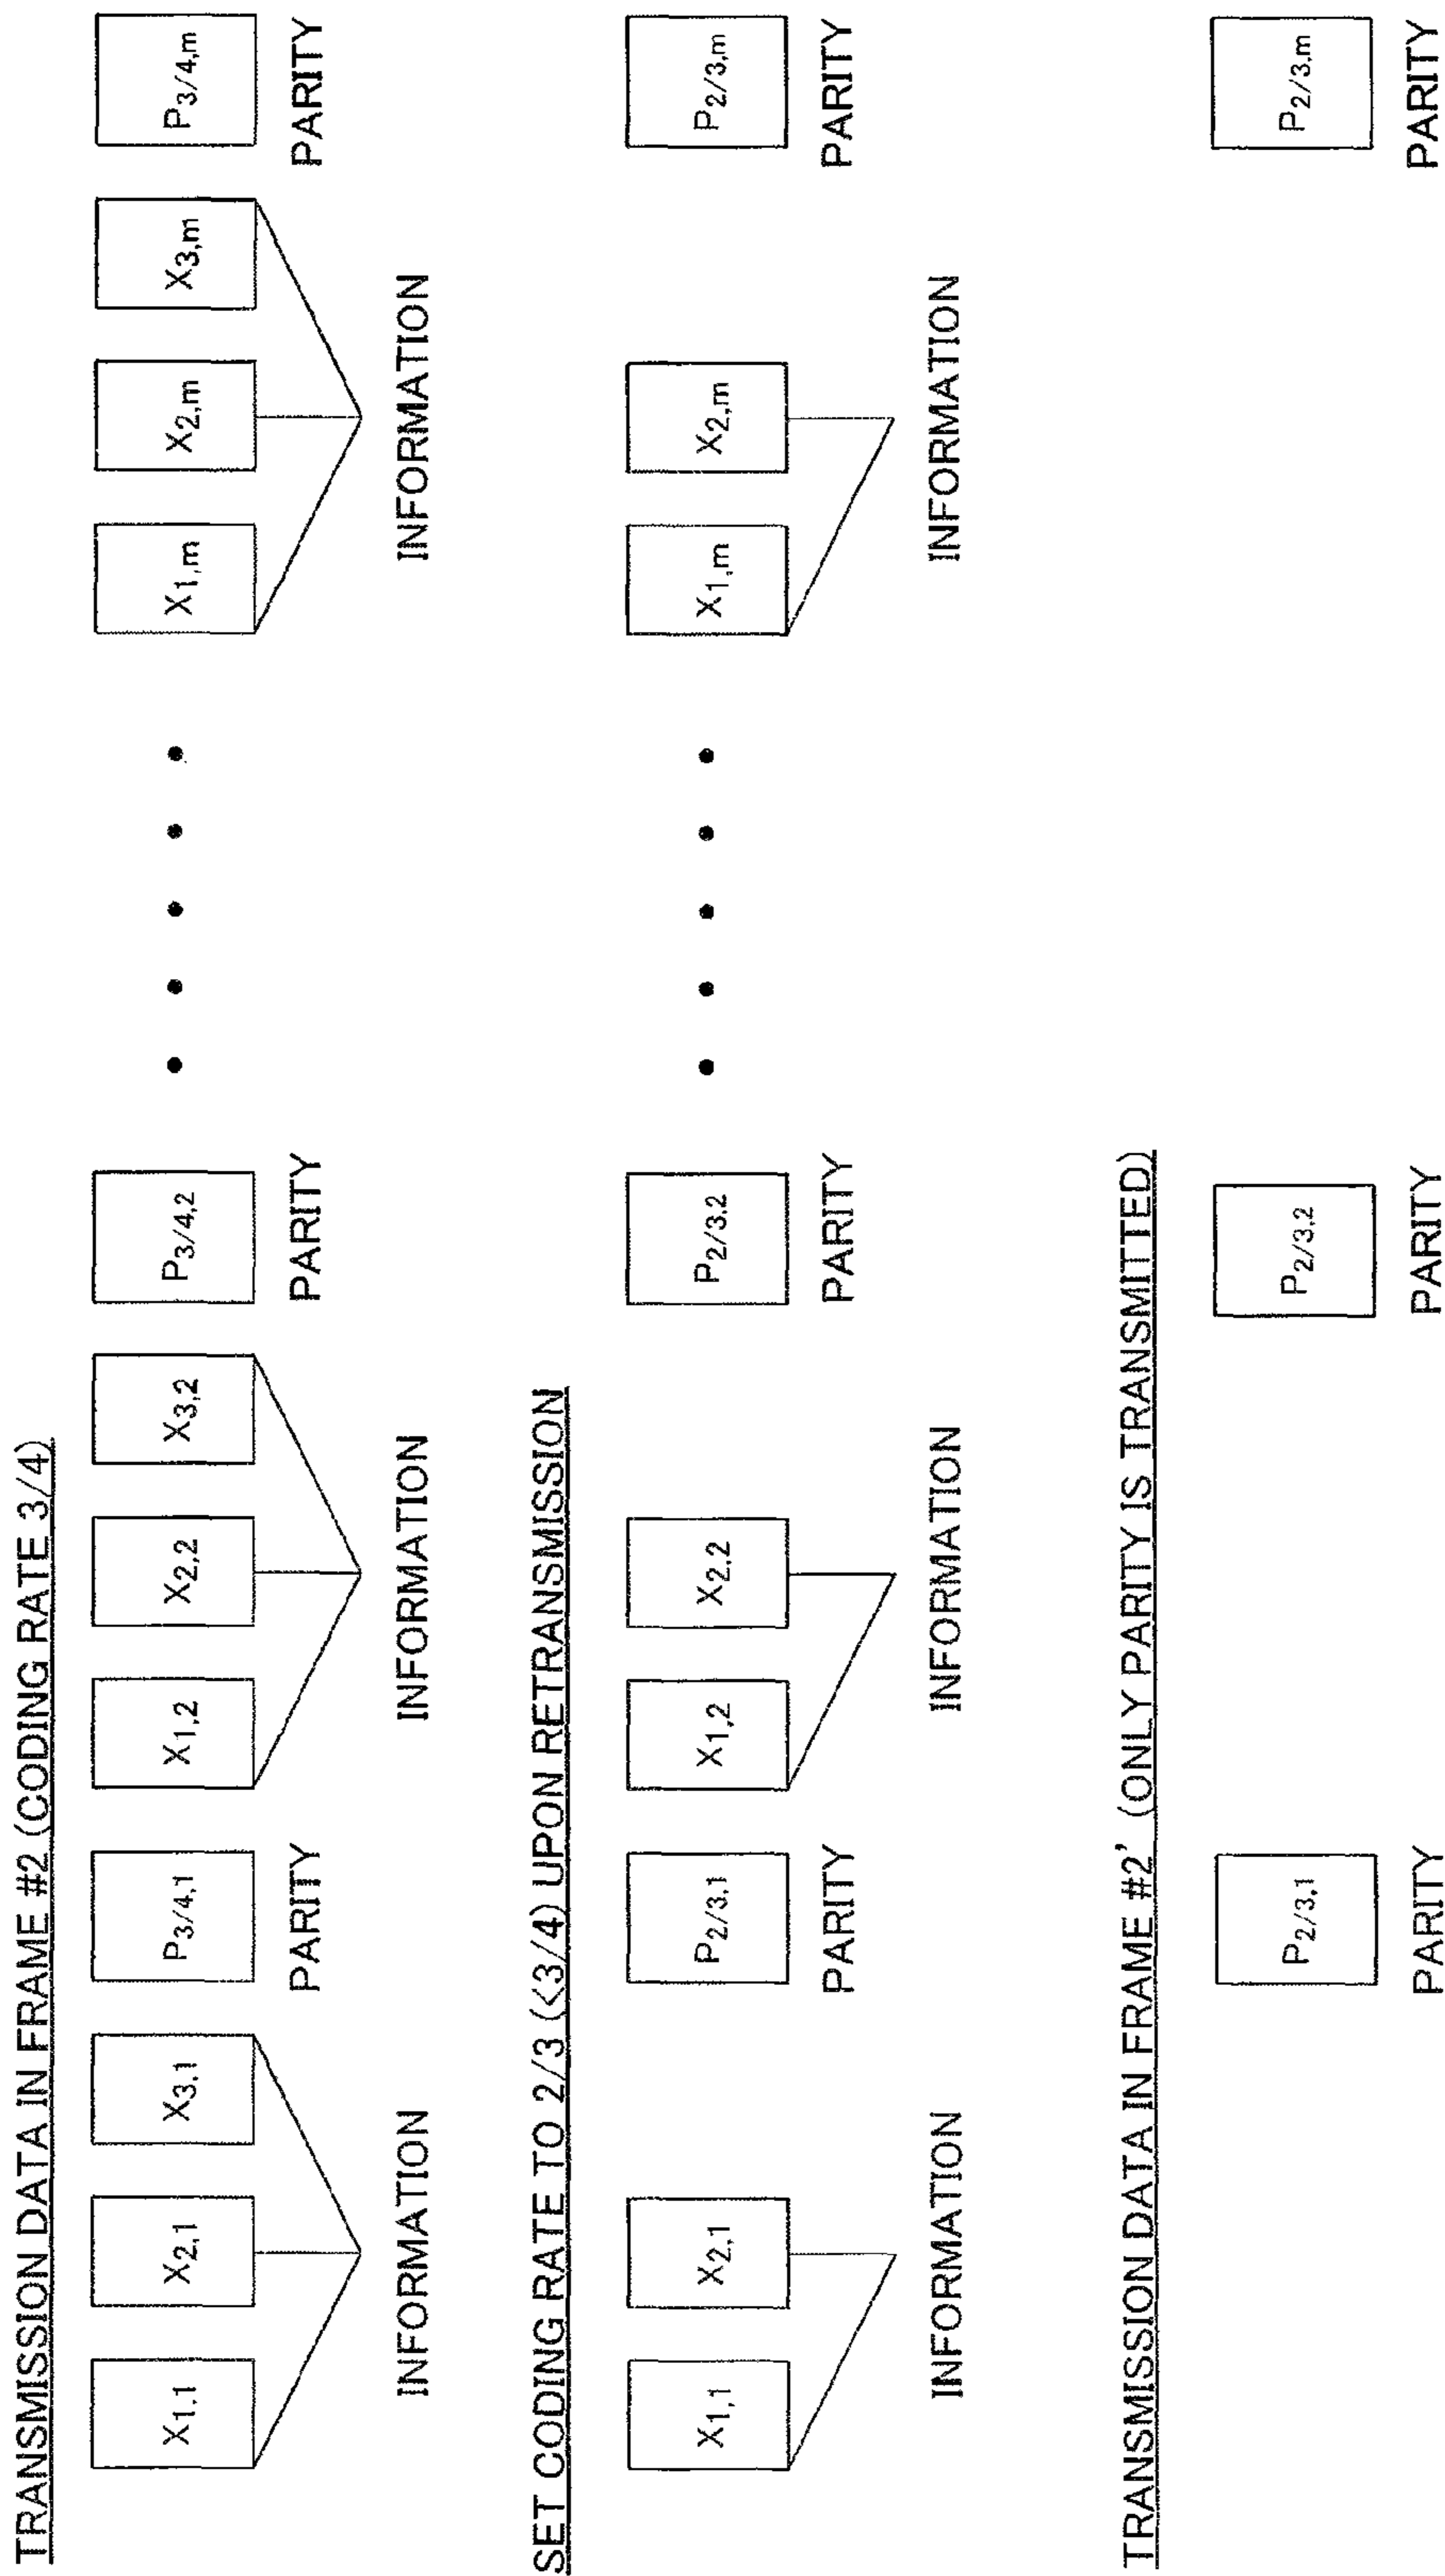 TRANSMISSION DATA IN FRAME #2 (CODING RATE 3/4)
X1,1 X2,1 X3,1 P3/4,1 X1,2 X2,2 X3,2 P3/4,2 • • • • • X1,m X2,m X3,m P3/4,m
PARITY PARITY PARITY
INFORMATION INFORMATION INFORMATION
SET CODING RATE TO 2/3 (<3/4) UPON RETRANSMISSION
X1,1 X2,1 P2/3,1 X1,2 X2,2 P2/3,2 • • • • • X1,m X2,m P2/3,m
PARITY PARITY PARITY
INFORMATION INFORMATION INFORMATION
TRANSMISSION DATA IN FRAME #2' (ONLY PARITY IS TRANSMITTED)
P2/3,1 P2/3,2 P2/3,m
PARITY PARITY PARITY